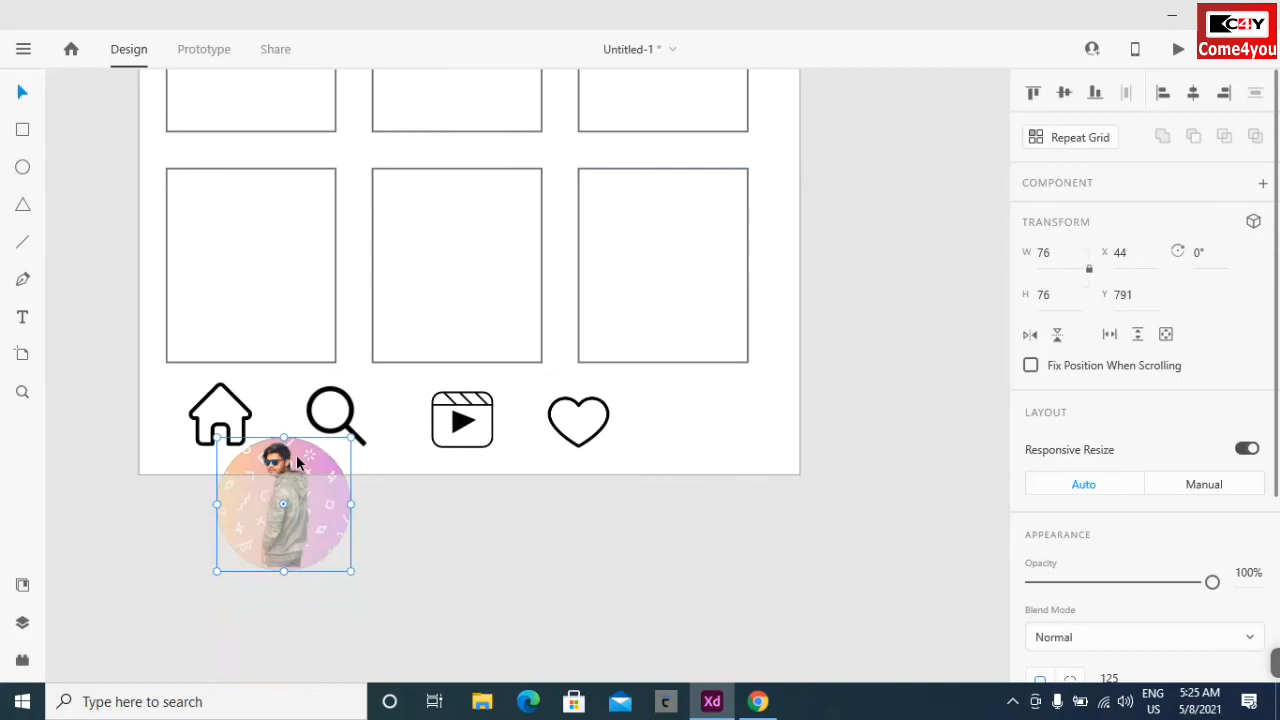 C4Y
Come4you
Design
Prototype
Share
Untitled-1 *
Repeat Grid
COMPONENT
TRANSFORM
W 76
X 44
0°
H 76
Y 791
Fix Position When Scrolling
LAYOUT
Responsive Resize
Auto
Manual
APPEARANCE
Opacity
100%
Blend Mode
Normal
125
T
Type here to search
C
Xd
ENG
US
5:25 AM
5/8/2021